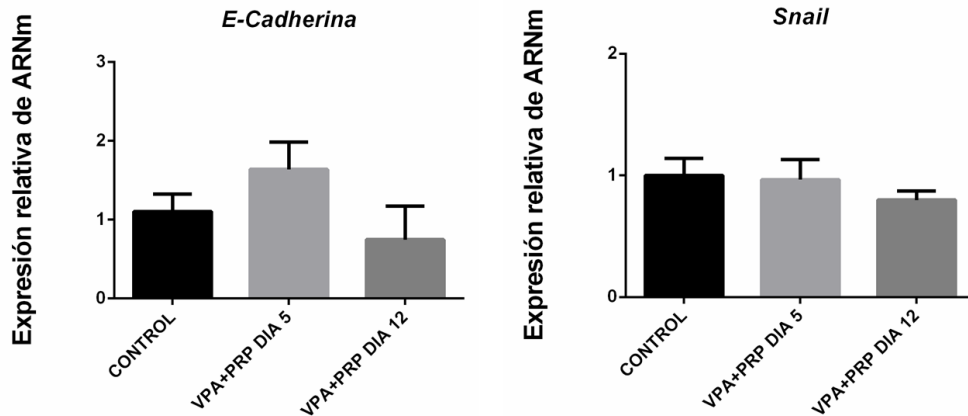 E-Cadherina
Expresión relativa de ARNm
3
2
1
0
CONTROL
VPA+PRP DIA 5
VPA+PRP DIA 12
Snail
Expresión relativa de ARNm
2
1
0
CONTROL
VPA+PRP DIA 5
VPA+PRP DIA 12